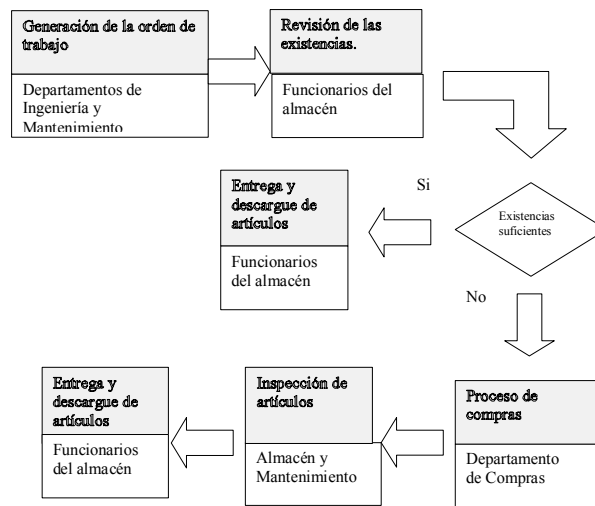 Generación de la orden de
trabajo
Departamentos de
Ingeniería y
Mantenimiento
Revisión de las
existencias.
Funcionarios del
almacén
Existencias
suficientes
Si
Entrega y
descargue de
artículos
Funcionarios
del almacén
No
Proceso de
compras
Departamento
de Compras
Inspección de
artículos
Almacén y
Mantenimiento
Entrega y
descargue de
artículos
Funcionarios
del almacén